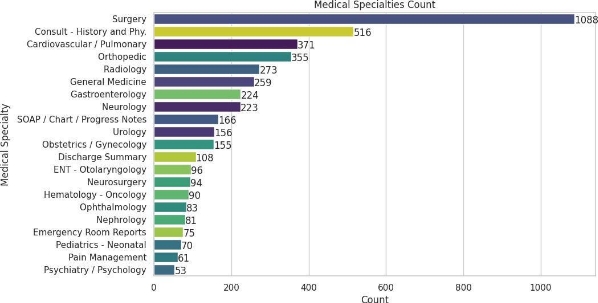 Medical Specialties Count
Surgery 1088
Consult - History and Phy. 516
Cardiovascular / Pulmonary 371
Orthopedic 355
Radiology 273
General Medicine 259
Gastroenterology 224
Neurology 223
SOAP / Chart / Progress Notes 166
Urology 156
Obstetrics / Gynecology 155
Discharge Summary 108
ENT - Otolaryngology 96
Neurosurgery 94
Hematology - Oncology 90
Ophthalmology 83
Nephrology 81
Emergency Room Reports 75
Pediatrics - Neonatal 70
Pain Management 61
Psychiatry / Psychology 53
Medical Specialty
0 200 400 600 800 1000
Count